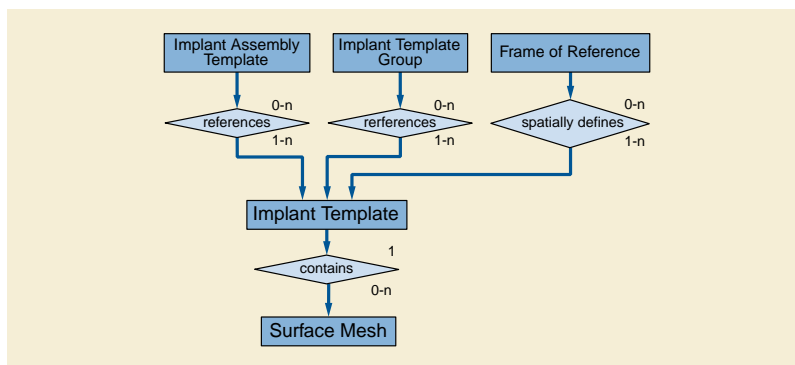 Implant Assembly
Template
Implant Template
Group
Frame of Reference
0-n
0-n
0-n
references
rerferences
spatially defines
1-n
1-n
1-n
Implant Template
1
contains
0-n
Surface Mesh